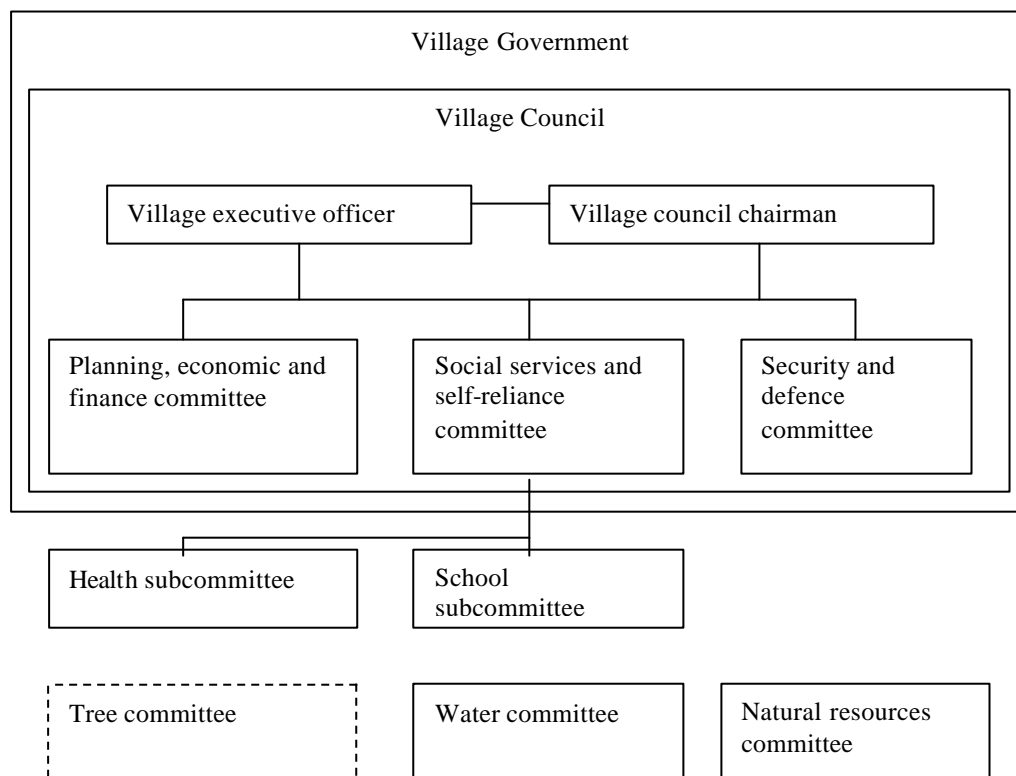 Village Government
Village Council
Village executive officer
Village council chairman
Planning, economic and
finance committee
Social services and
self-reliance
committee
Security and
defence
committee
Health subcommittee
School
subcommittee
Tree committee
Water committee
Natural resources
committee